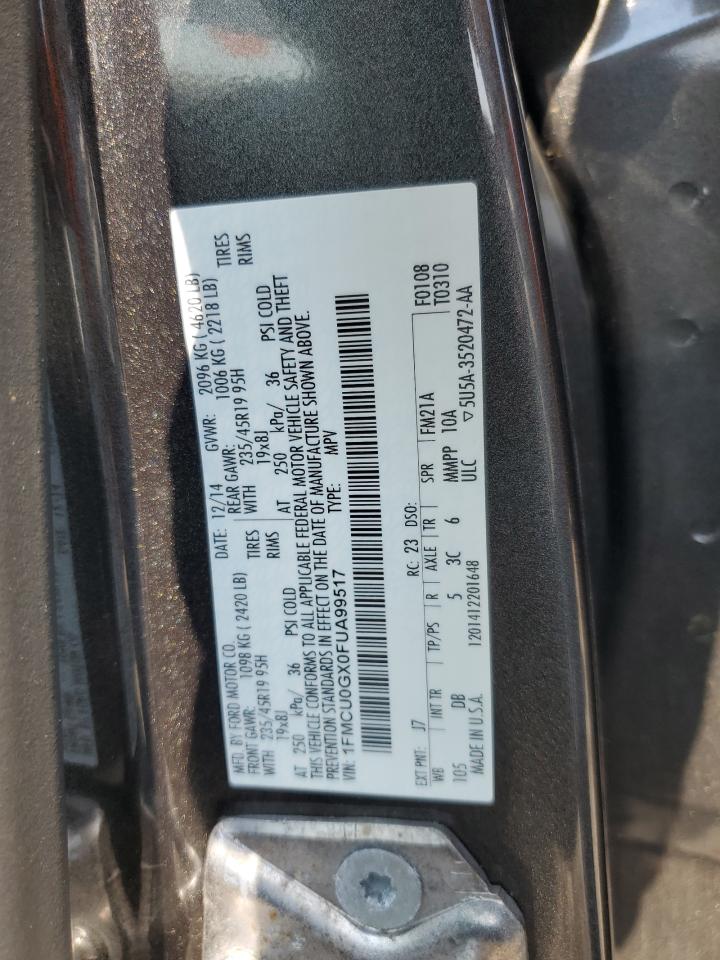 MFD. BY FORD MOTOR CO. DATE: 12/14 GVWR: 2096 KG ( 4620 LB)
FRONT GAWR: 1098 KG ( 2420 LB) REAR GAWR: 1006 KG ( 2218 LB)
WITH 235/45R19 95H TIRES WITH 235/45R19 95H TIRES
19x8J RIMS 19x8J RIMS
AT 250 kPa/ 36 PSI COLD AT 250 kPa/ 36 PSI COLD
THIS VEHICLE CONFORMS TO ALL APPLICABLE FEDERAL MOTOR VEHICLE SAFETY AND THEFT
PREVENTION STANDARDS IN EFFECT ON THE DATE OF MANUFACTURE SHOWN ABOVE.
VIN: 1FMCU0GX0FUA99517 TYPE: MPV
EXT PNT: J7 RC: 23 DSO: F0108
WB INT TR TP/PS R AXLE TR SPR FM21A T0310
105 DB 5 3C 6 MMPP 10A
MADE IN U.S.A. 1201412201648 ULC ▽5U5A-3520472-AA